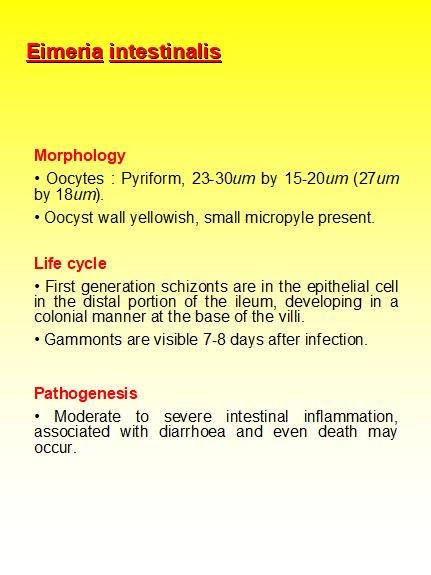 Eimeria intestinalis
Morphology
• Oocytes : Pyriform, 23-30um by 15-20um (27um
by 18um).
• Oocyst wall yellowish, small micropyle present.
Life cycle
• First generation schizonts are in the epithelial cell
in the distal portion of the ileum, developing in a
colonial manner at the base of the villi.
• Gammonts are visible 7-8 days after infection.
Pathogenesis
• Moderate to severe intestinal inflammation,
associated with diarrhoea and even death may
occur.